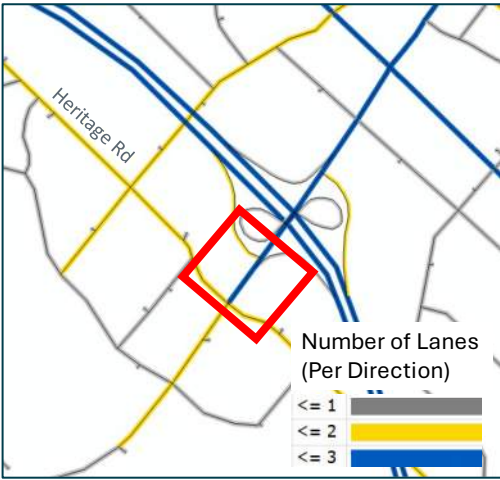 Heritage Rd
Number of Lanes
(Per Direction)
<= 1
<= 2
<= 3